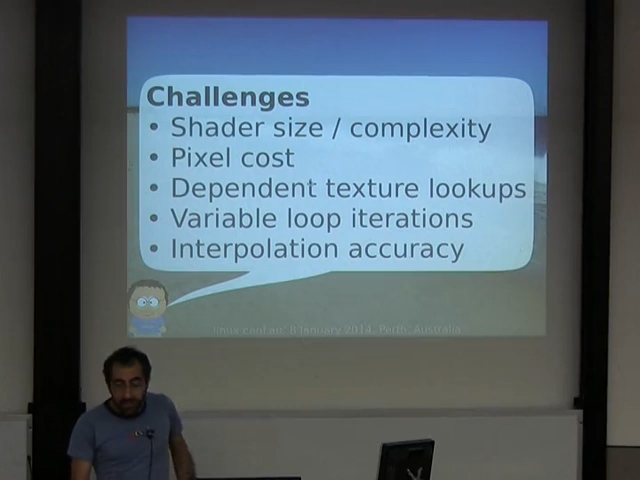 Challenges
• Shader size / complexity
• Pixel cost
• Dependent texture lookups
• Variable loop iterations
• Interpolation accuracy
linux.conf.au, 6 January 2014, Perth, Australia